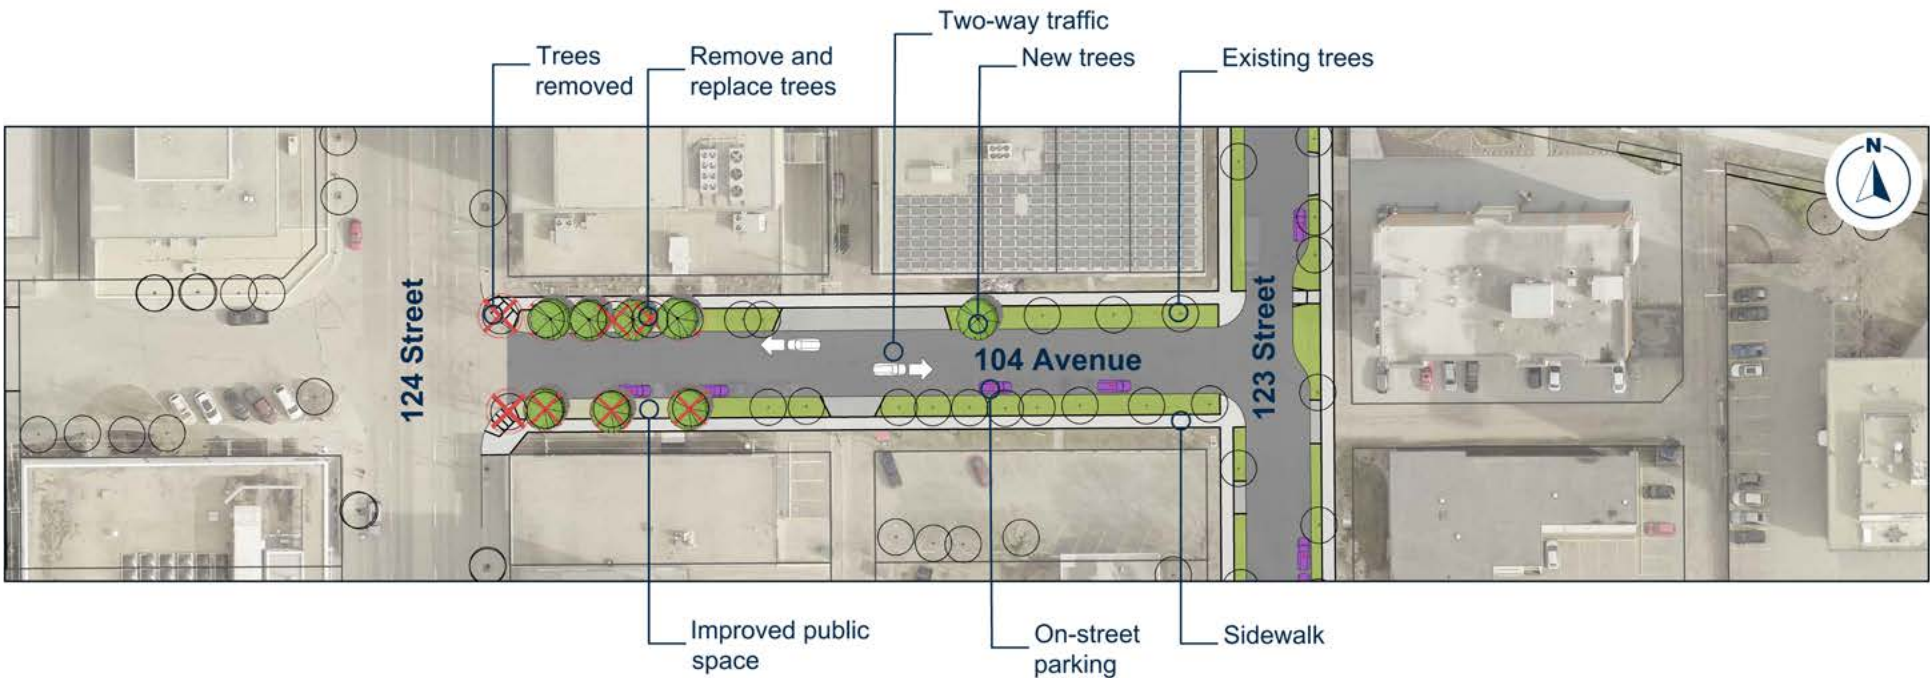 Two-way traffic
Trees
removed
Remove and
replace trees
New trees
Existing trees
N
124 Street
104 Avenue
123 Street
Improved public
space
On-street
parking
Sidewalk